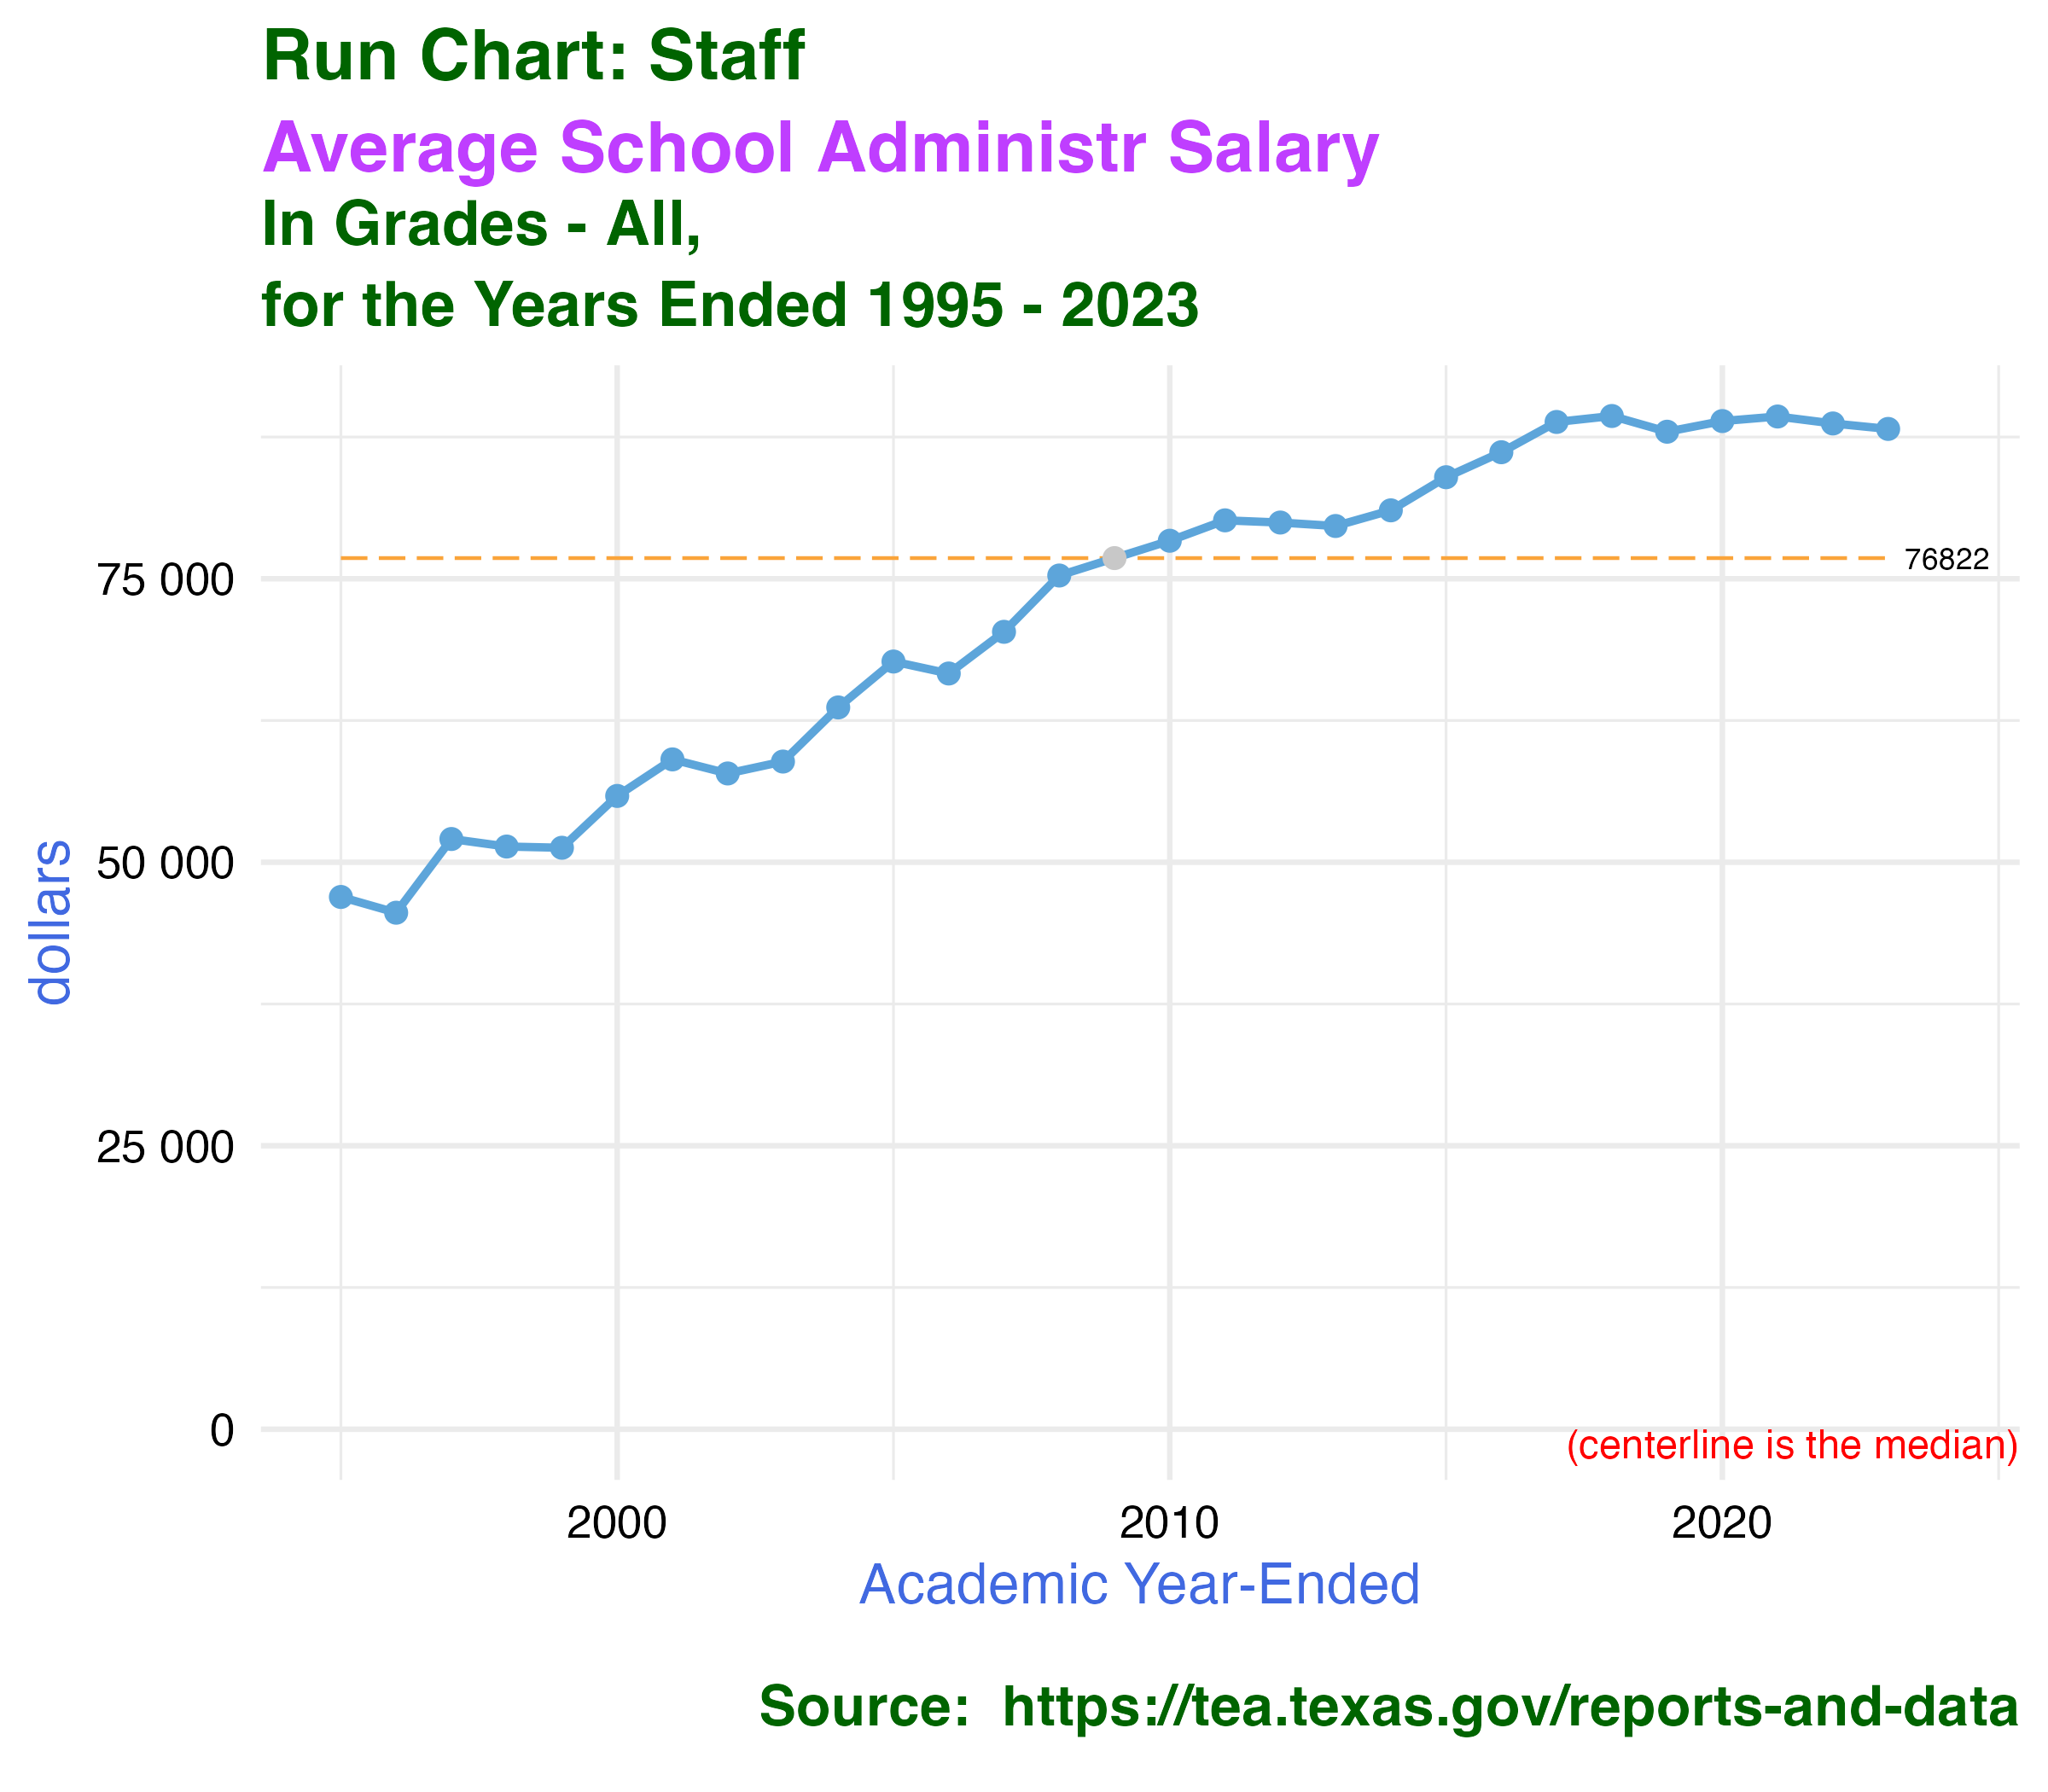 Run Chart: Staff
Average School Administr Salary
In Grades - All,
for the Years Ended 1995 - 2023
76822
75 000
50 000
25 000
0
dollars
(centerline is the median)
2000 2010 2020
Academic Year-Ended
Source:  https://tea.texas.gov/reports-and-data